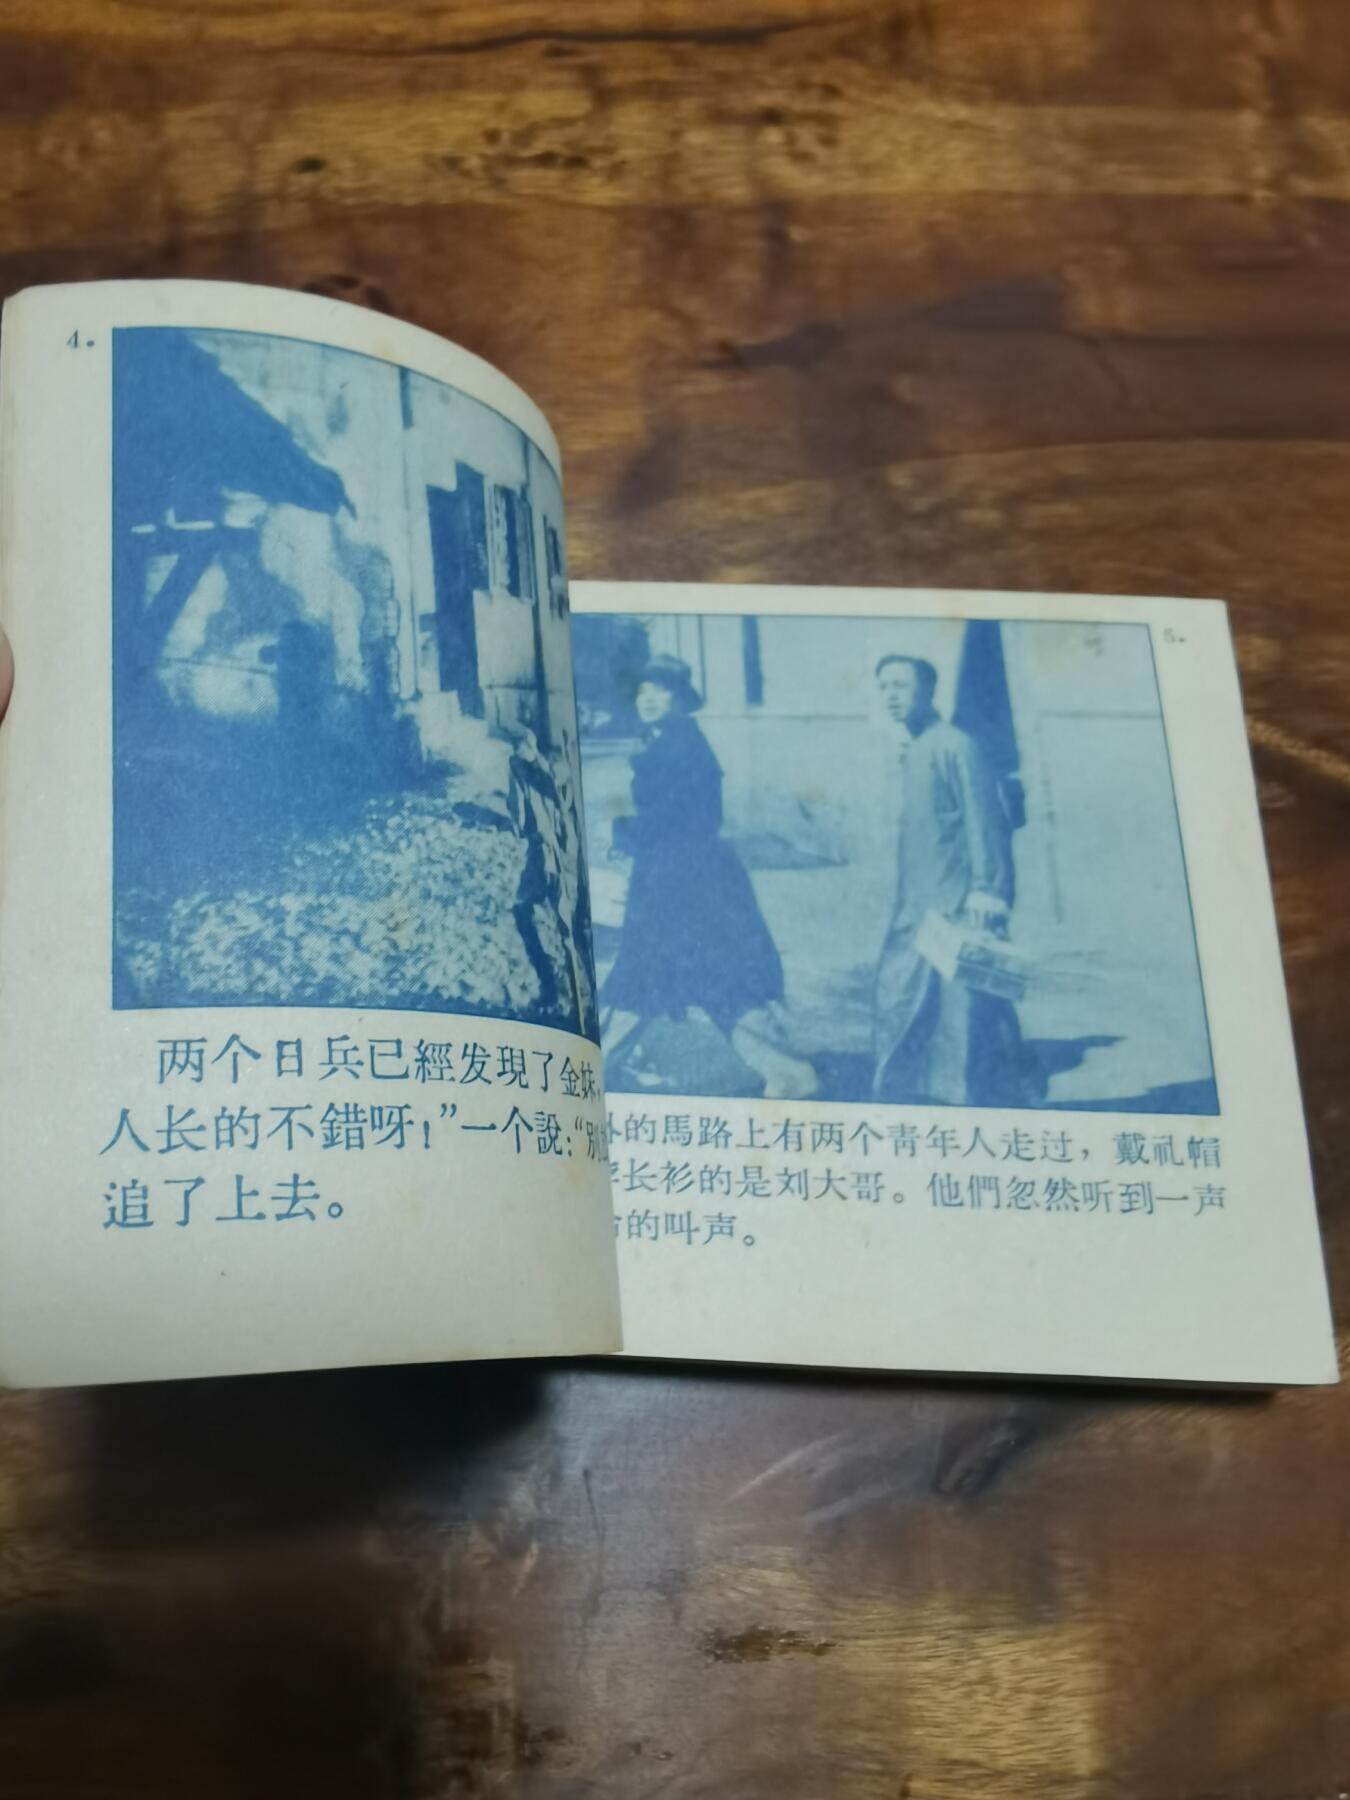 4.
两个日兵已經发現了金妹,
人长的不錯呀!”一个說:“别
追了上去。
5.
外的馬路上有两个靑年人走过,戴礼帽
长衫的是刘大哥。他們忽然听到一声
的叫声。